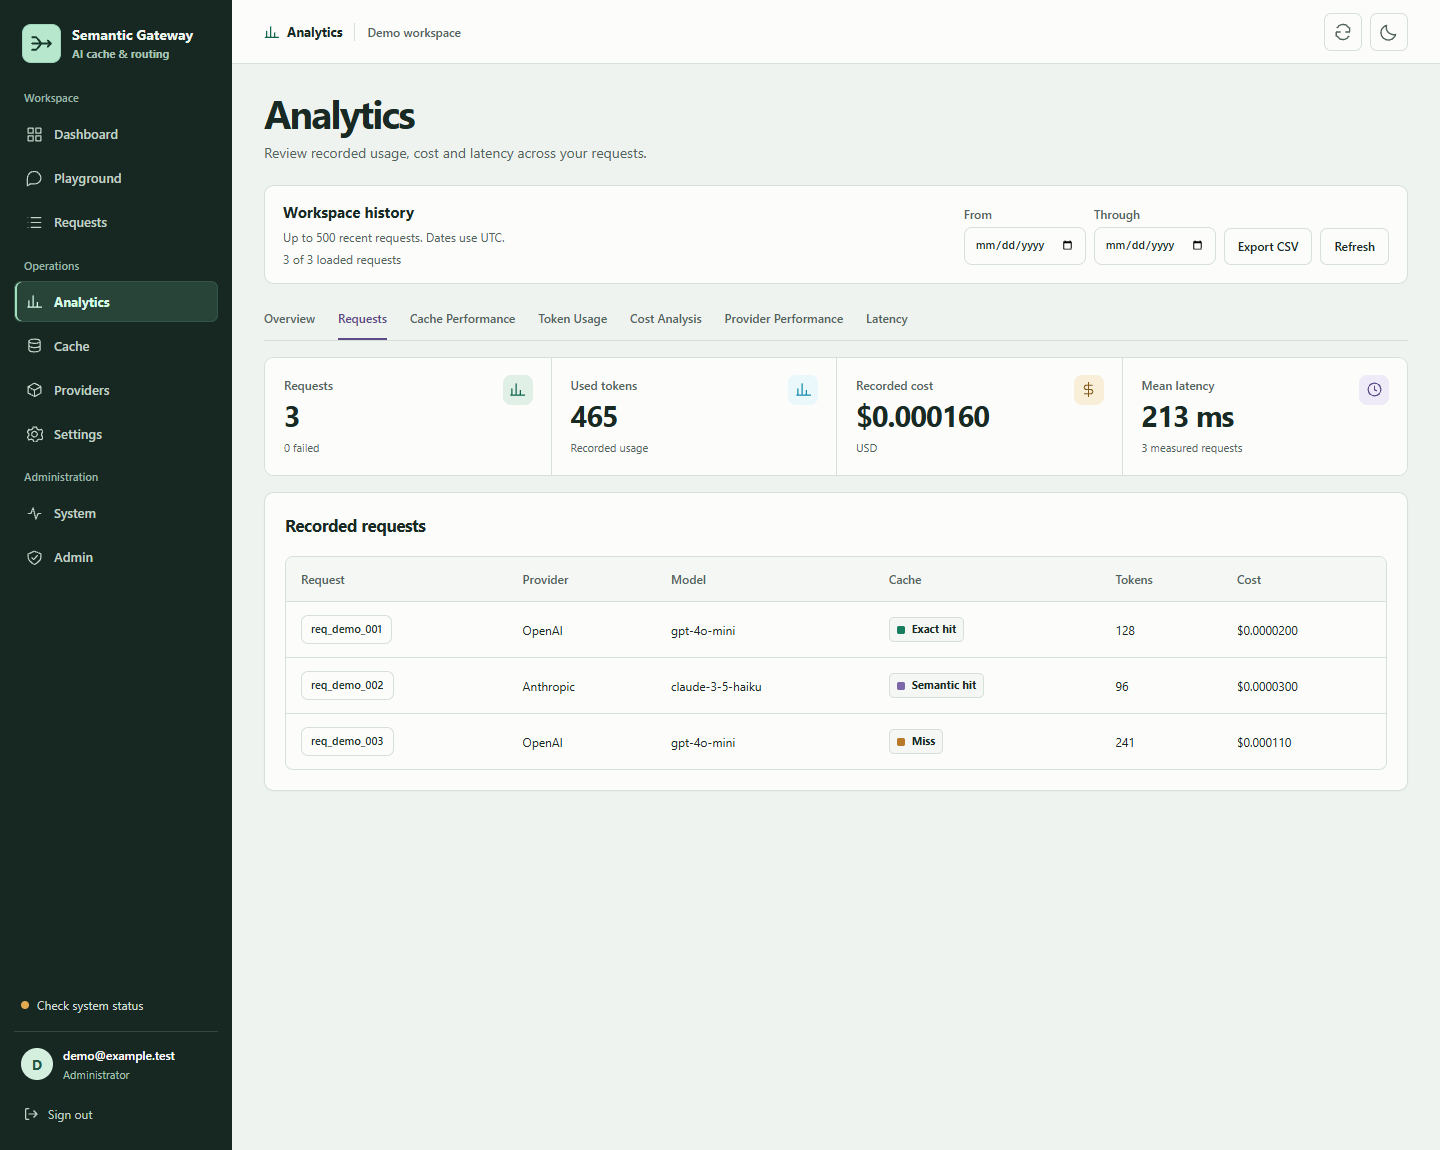 Semantic Gateway
AI cache & routing
Workspace
Dashboard
Playground
Requests
Operations
Analytics
Cache
Providers
Settings
Administration
System
Admin
Check system status
D
demo@example.test
Administrator
Sign out
Analytics
Demo workspace
Analytics
Review recorded usage, cost and latency across your requests.
Workspace history
Up to 500 recent requests. Dates use UTC.
3 of 3 loaded requests
From
Through
mm/dd/yyyy
mm/dd/yyyy
Export CSV
Refresh
Overview Requests Cache Performance Token Usage Cost Analysis Provider Performance Latency
Requests
3
0 failed
Used tokens
465
Recorded usage
Recorded cost
$0.000160
USD
Mean latency
213 ms
3 measured requests
Recorded requests
Request Provider Model Cache Tokens Cost
req_demo_001 OpenAI gpt-4o-mini Exact hit 128 $0.0000200
req_demo_002 Anthropic claude-3-5-haiku Semantic hit 96 $0.0000300
req_demo_003 OpenAI gpt-4o-mini Miss 241 $0.000110